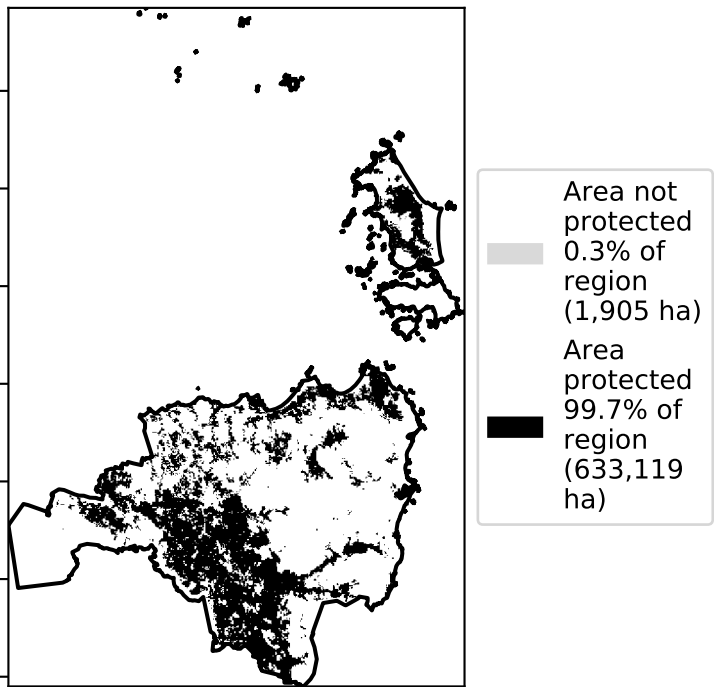 Area not
protected
0.3% of
region
(1,905 ha)
Area
protected
99.7% of
region
(633,119
ha)